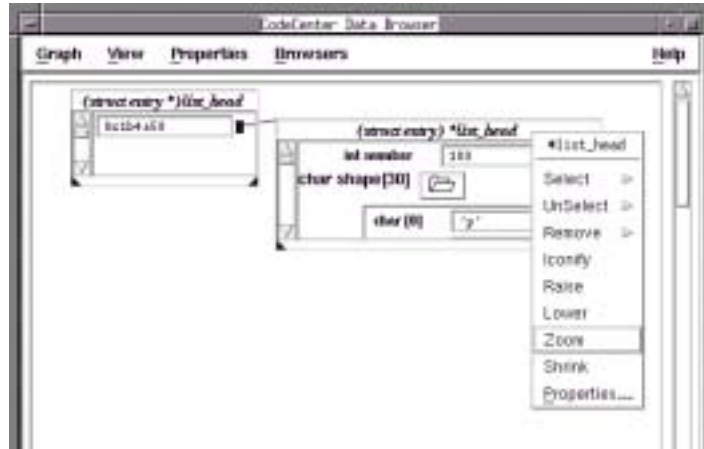 CodeCenter Data Browser
Graph View Properties Browsers Help
(struct entry *)list_head
(struct entry) *list_head
int number 100
char shape[30]
char [0] 'p'
*list_head
Select
UnSelect
Remove
Iconify
Raise
Lower
Zoom
Shrink
Properties...